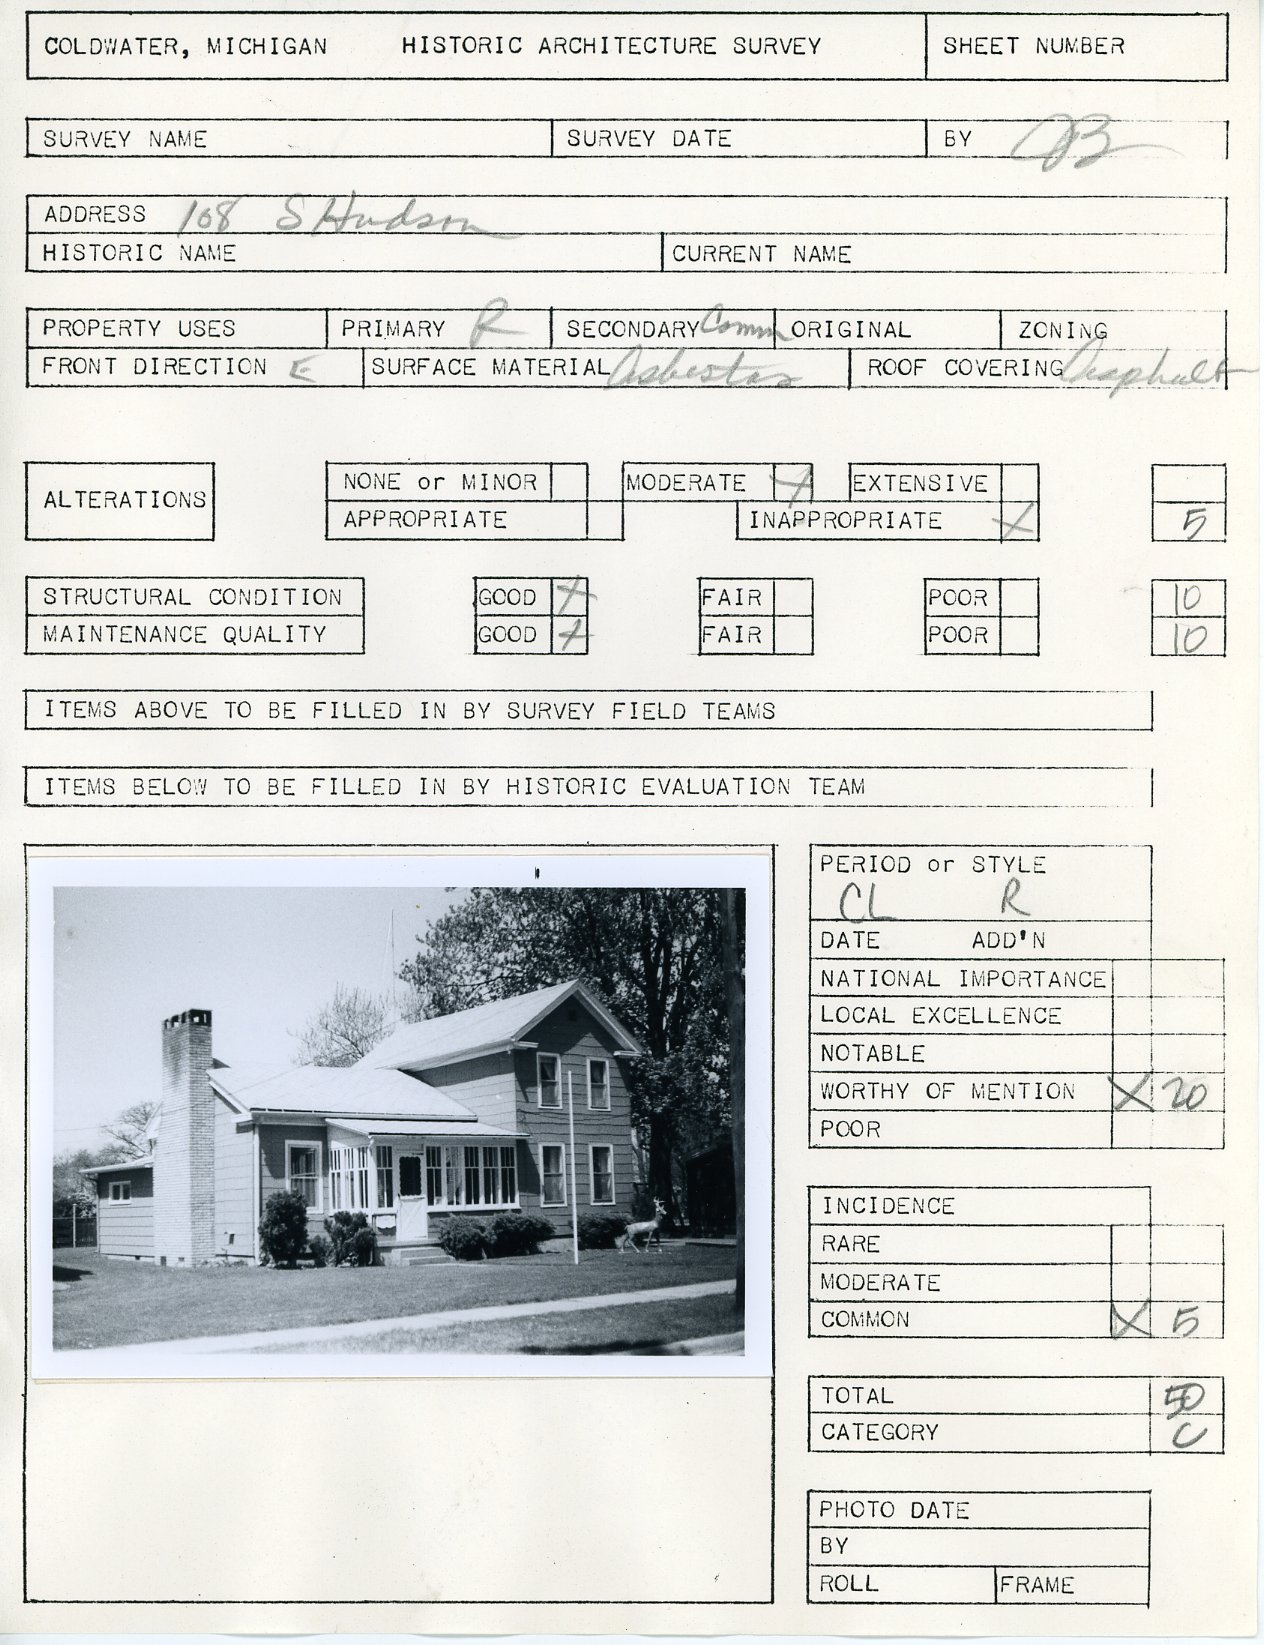 COLDWATER, MICHIGAN HISTORIC ARCHITECTURE SURVEY SHEET NUMBER
SURVEY NAME SURVEY DATE BY JB
ADDRESS 108 S Hudson
HISTORIC NAME CURRENT NAME
PROPERTY USES PRIMARY R SECONDARY Comm ORIGINAL ZONING
FRONT DIRECTION E SURFACE MATERIAL Asbestos ROOF COVERING Asphalt
ALTERATIONS
NONE or MINOR MODERATE X EXTENSIVE
APPROPRIATE INAPPROPRIATE X 5
STRUCTURAL CONDITION GOOD X FAIR POOR 10
MAINTENANCE QUALITY GOOD X FAIR POOR 10
ITEMS ABOVE TO BE FILLED IN BY SURVEY FIELD TEAMS
ITEMS BELOW TO BE FILLED IN BY HISTORIC EVALUATION TEAM
PERIOD or STYLE
CL R
DATE ADD'N
NATIONAL IMPORTANCE
LOCAL EXCELLENCE
NOTABLE
WORTHY OF MENTION X 20
POOR
INCIDENCE
RARE
MODERATE
COMMON X 5
TOTAL 50
CATEGORY C
PHOTO DATE
BY
ROLL FRAME